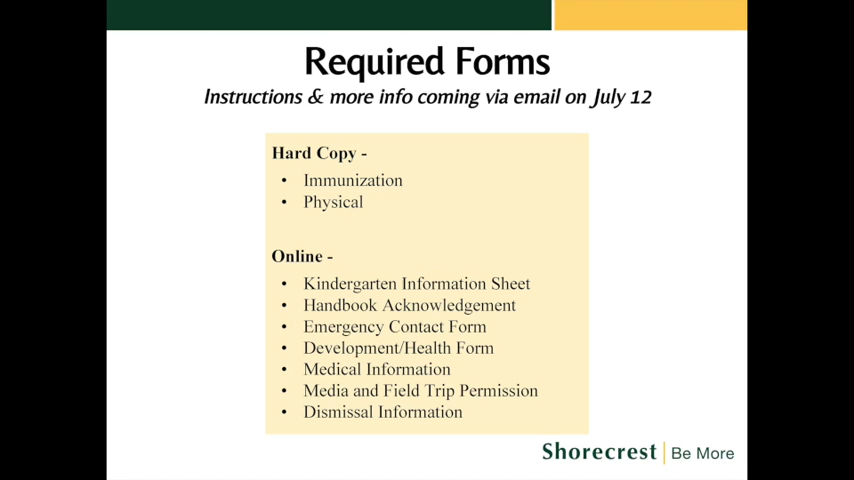 Required Forms
Instructions & more info coming via email on July 12
Hard Copy -
• Immunization
• Physical
Online -
• Kindergarten Information Sheet
• Handbook Acknowledgement
• Emergency Contact Form
• Development/Health Form
• Medical Information
• Media and Field Trip Permission
• Dismissal Information
Shorecrest | Be More